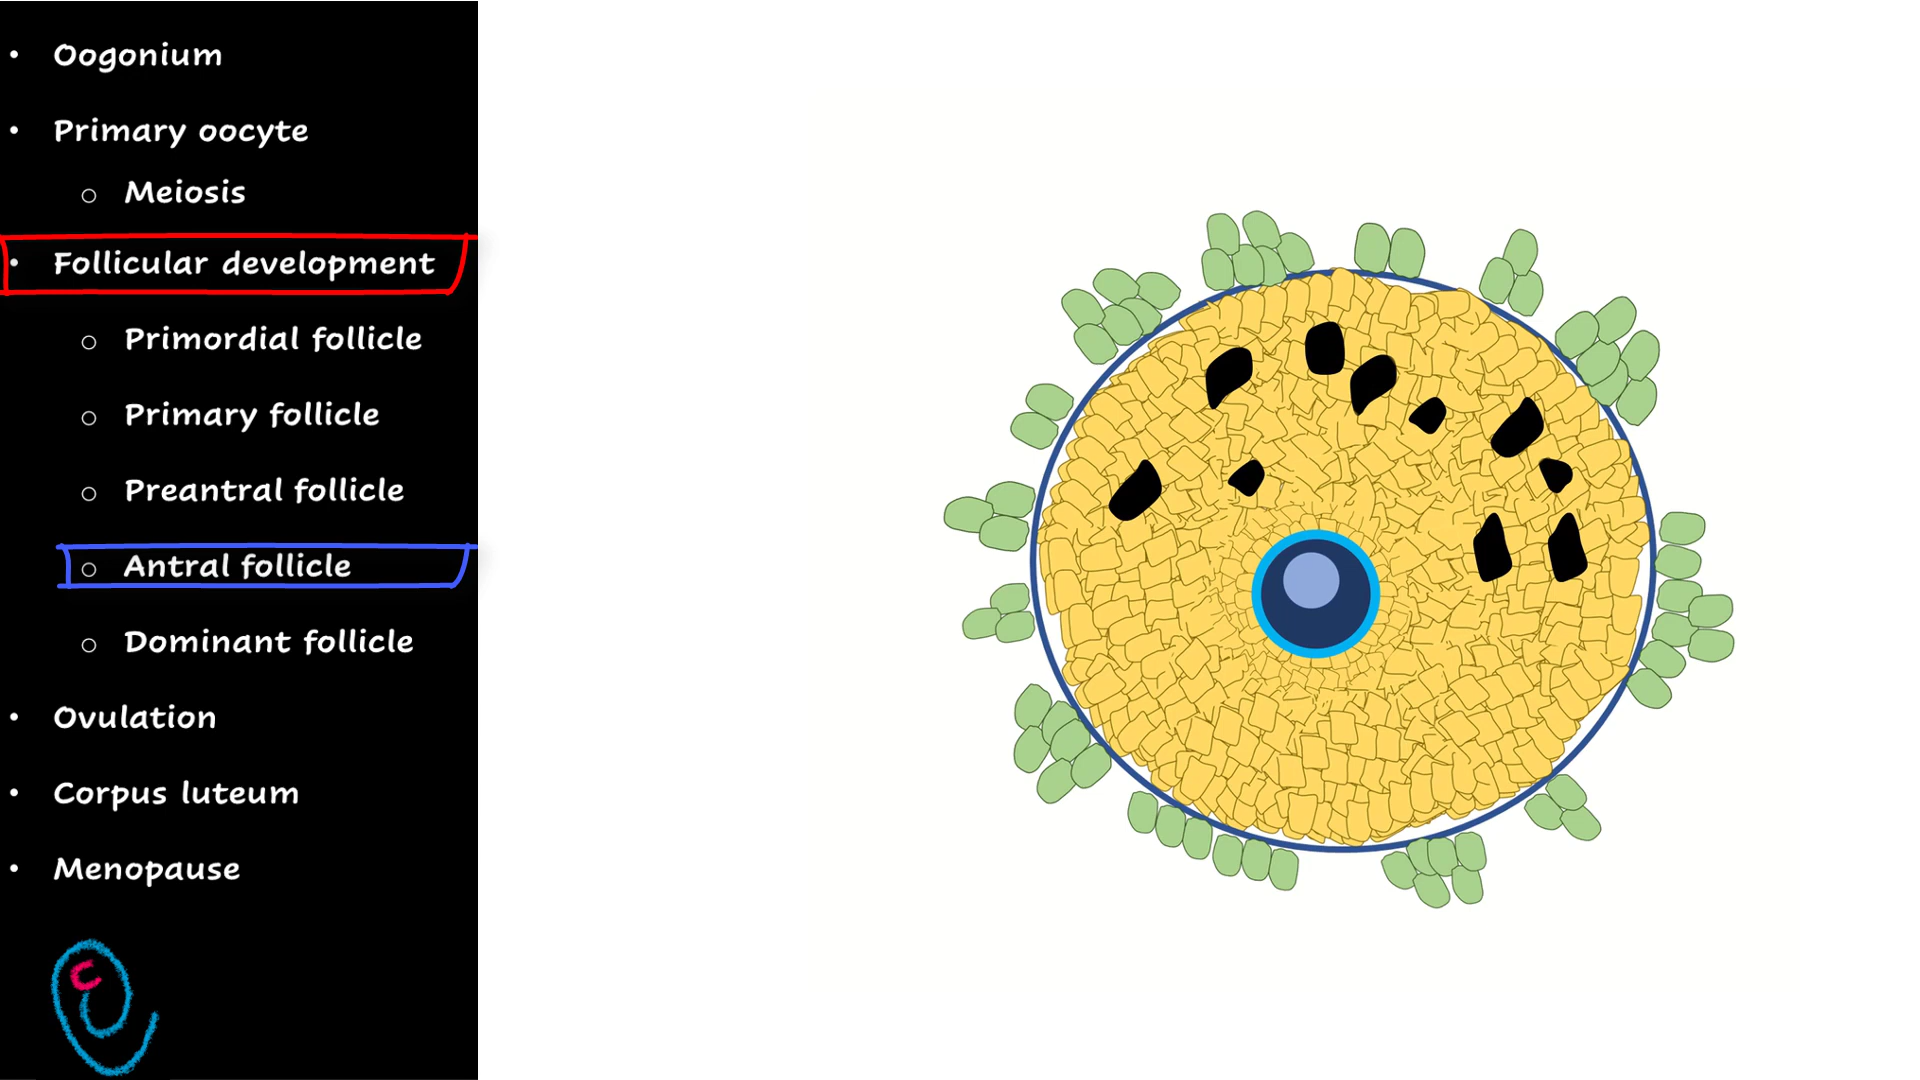 Oogonium
Primary oocyte
Meiosis
Follicular development
Primordial follicle
Primary follicle
Preantral follicle
Antral follicle
Dominant follicle
Ovulation
Corpus luteum
Menopause